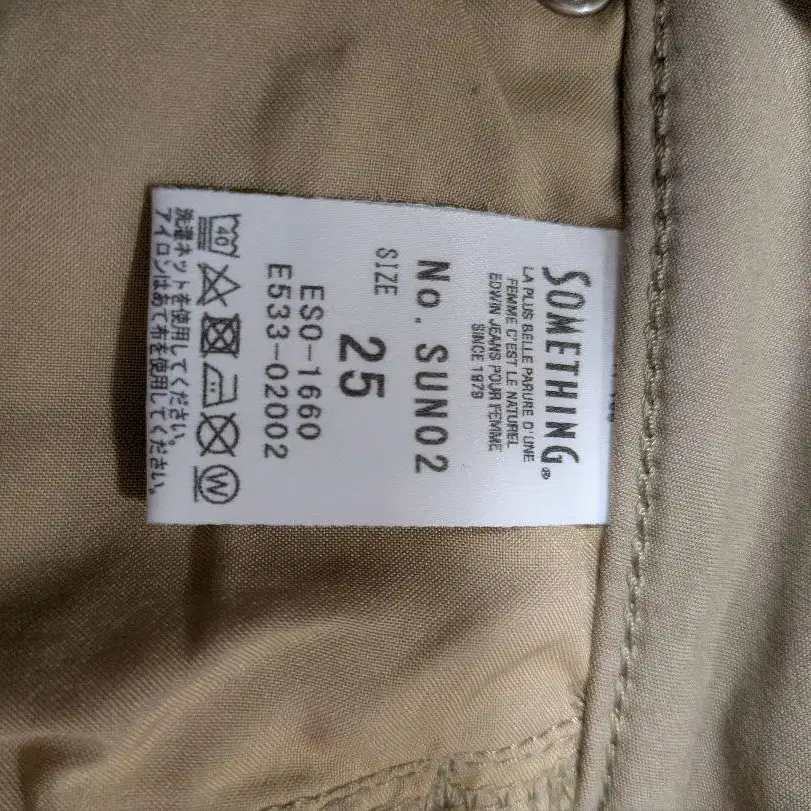 SOMETHING®
LA PLUS BELLE PARURE D'UNE
FEMME C'EST LE NATUREL
EDWIN JEANS POUR FEMME
SINCE 1979
No. SUN02
SIZE
25
ESO-1660
E533-02002
40
W
洗濯ネットを使用してください。
アイロンはあて布を使用してください。